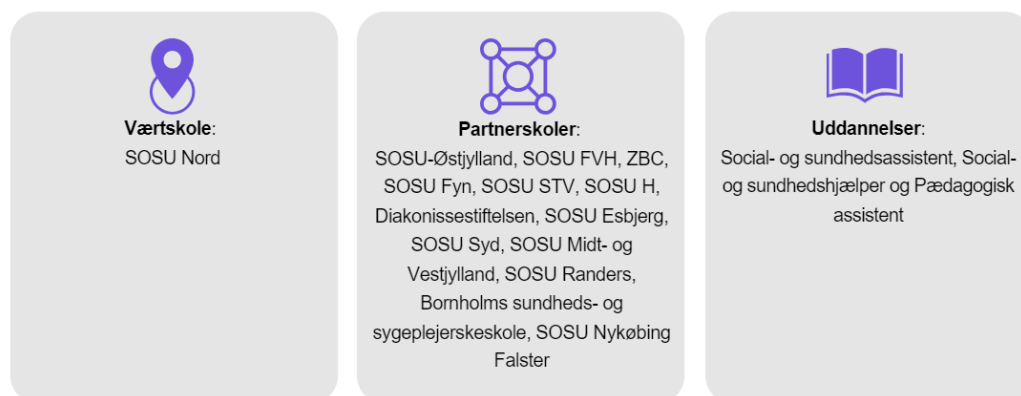 Værtskole:
SOSU Nord
Partnerskoler:
SOSU-Østjylland, SOSU FVH, ZBC,
SOSU Fyn, SOSU STV, SOSU H,
Diakonissestiftelsen, SOSU Esbjerg,
SOSU Syd, SOSU Midt- og
Vestjylland, SOSU Randers,
Bornholms sundheds- og
sygeplejerskeskole, SOSU Nykøbing
Falster
Uddannelser:
Social- og sundhedsassistent, Social-
og sundhedshjælper og Pædagogisk
assistent